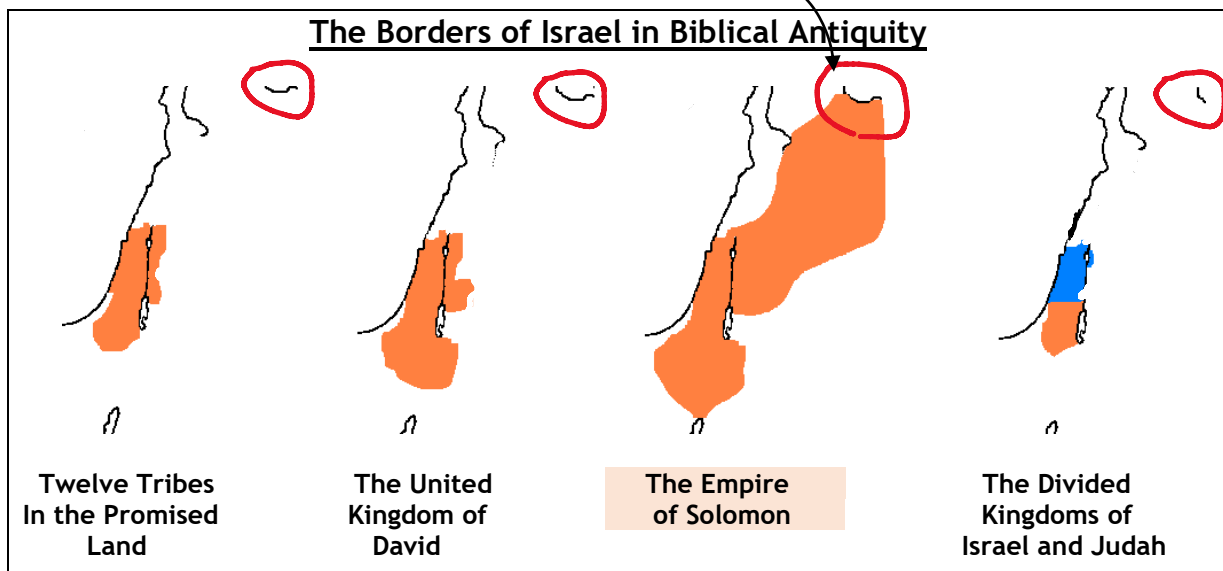 The Borders of Israel in Biblical Antiquity
Twelve Tribes
In the Promised
Land
The United
Kingdom of
David
The Empire
of Solomon
The Divided
Kingdoms of
Israel and Judah